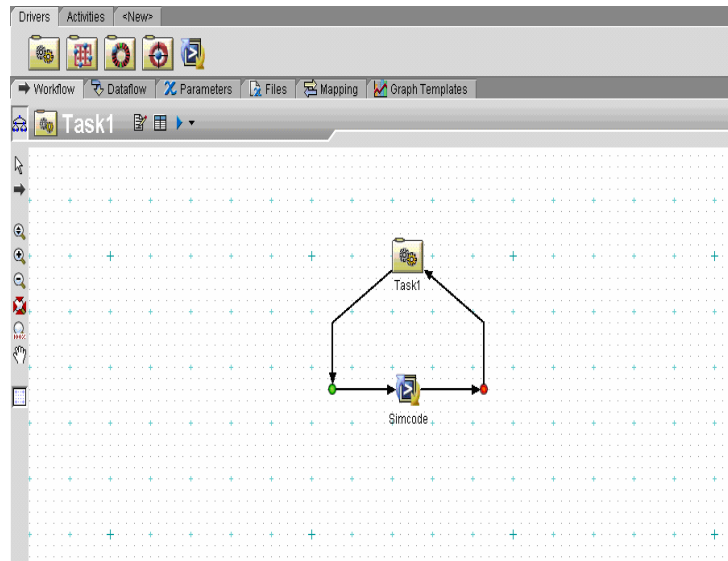 Drivers Activities <New>
Workflow Dataflow Parameters Files Mapping Graph Templates
Task1
Task1
Simcode